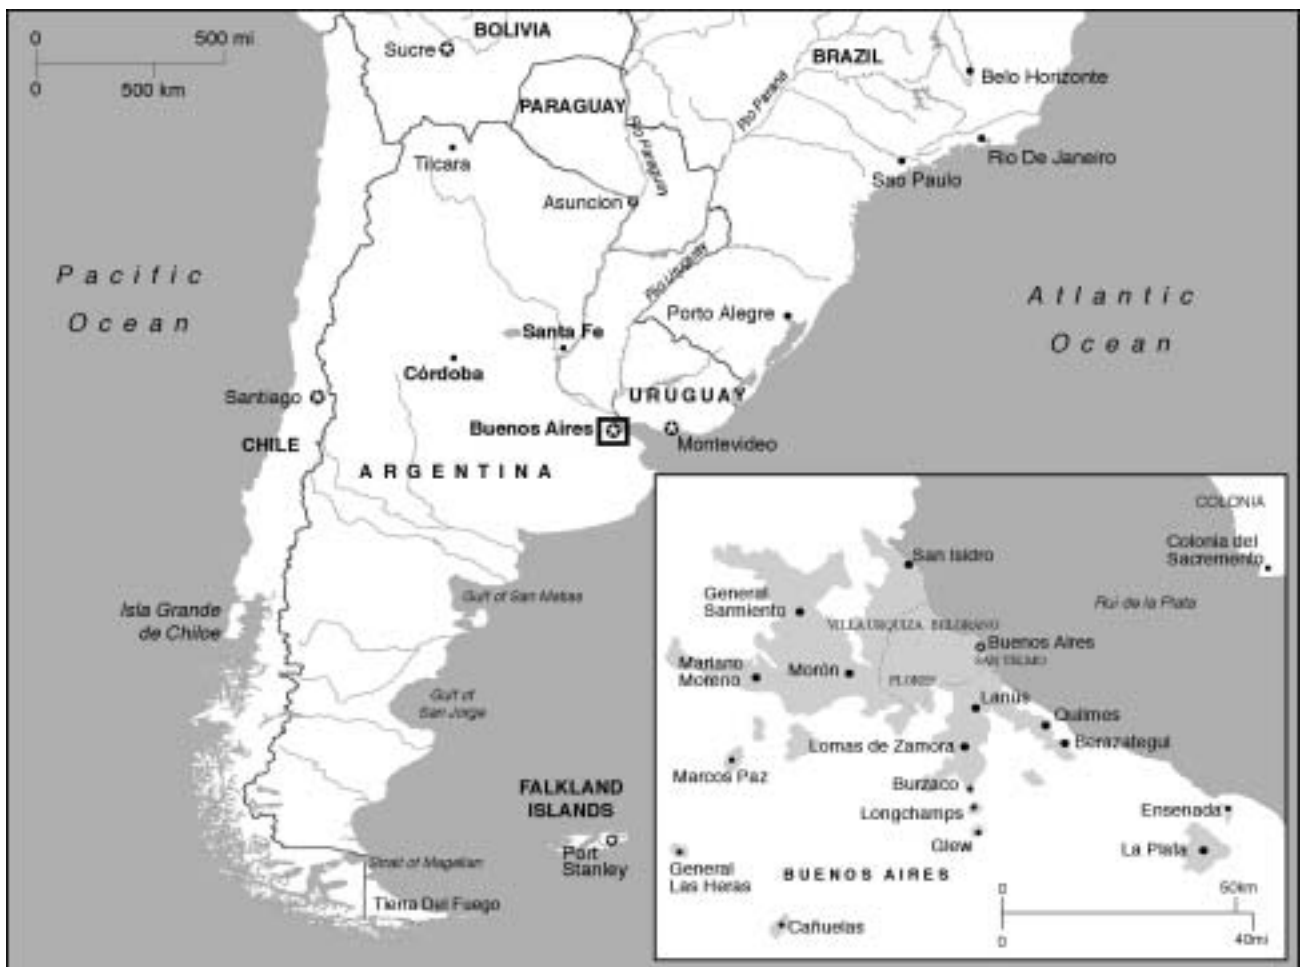 0 500 mi
0 500 km
BOLIVIA
Sucre
BRAZIL
Belo Horizonte
PARAGUAY
Rio Paraná
Rio Paraguay
Rio De Janeiro
Tilcara
Sao Paulo
Asuncion
Pacific
Ocean
Rio Uruguay
Atlantic
Ocean
Porto Alegre
Santa Fe
Córdoba
URUGUAY
Santiago
Buenos Aires
Montevideo
CHILE
ARGENTINA
Isla Grande
de Chiloe
Gulf of San Matias
Gulf of
San Jorge
FALKLAND
ISLANDS
Port
Stanley
Strait of Magellan
Tierra Del Fuego
COLONIA
Colonia del
Sacremento
San Isidro
General
Sarmiento
Rui de la Plata
VILLA URQUIZA BELGRANO
Buenos Aires
SAN TELMO
Mariano
Moreno
Morón
FLORES
Lanús
Quilmes
Berazategui
Lomas de Zamora
Marcos Paz
Burzaco
Longchamps
Ensenada
Glew
La Plata
General
Las Heras
BUENOS AIRES
Cañuelas
0 50km
0 40mi